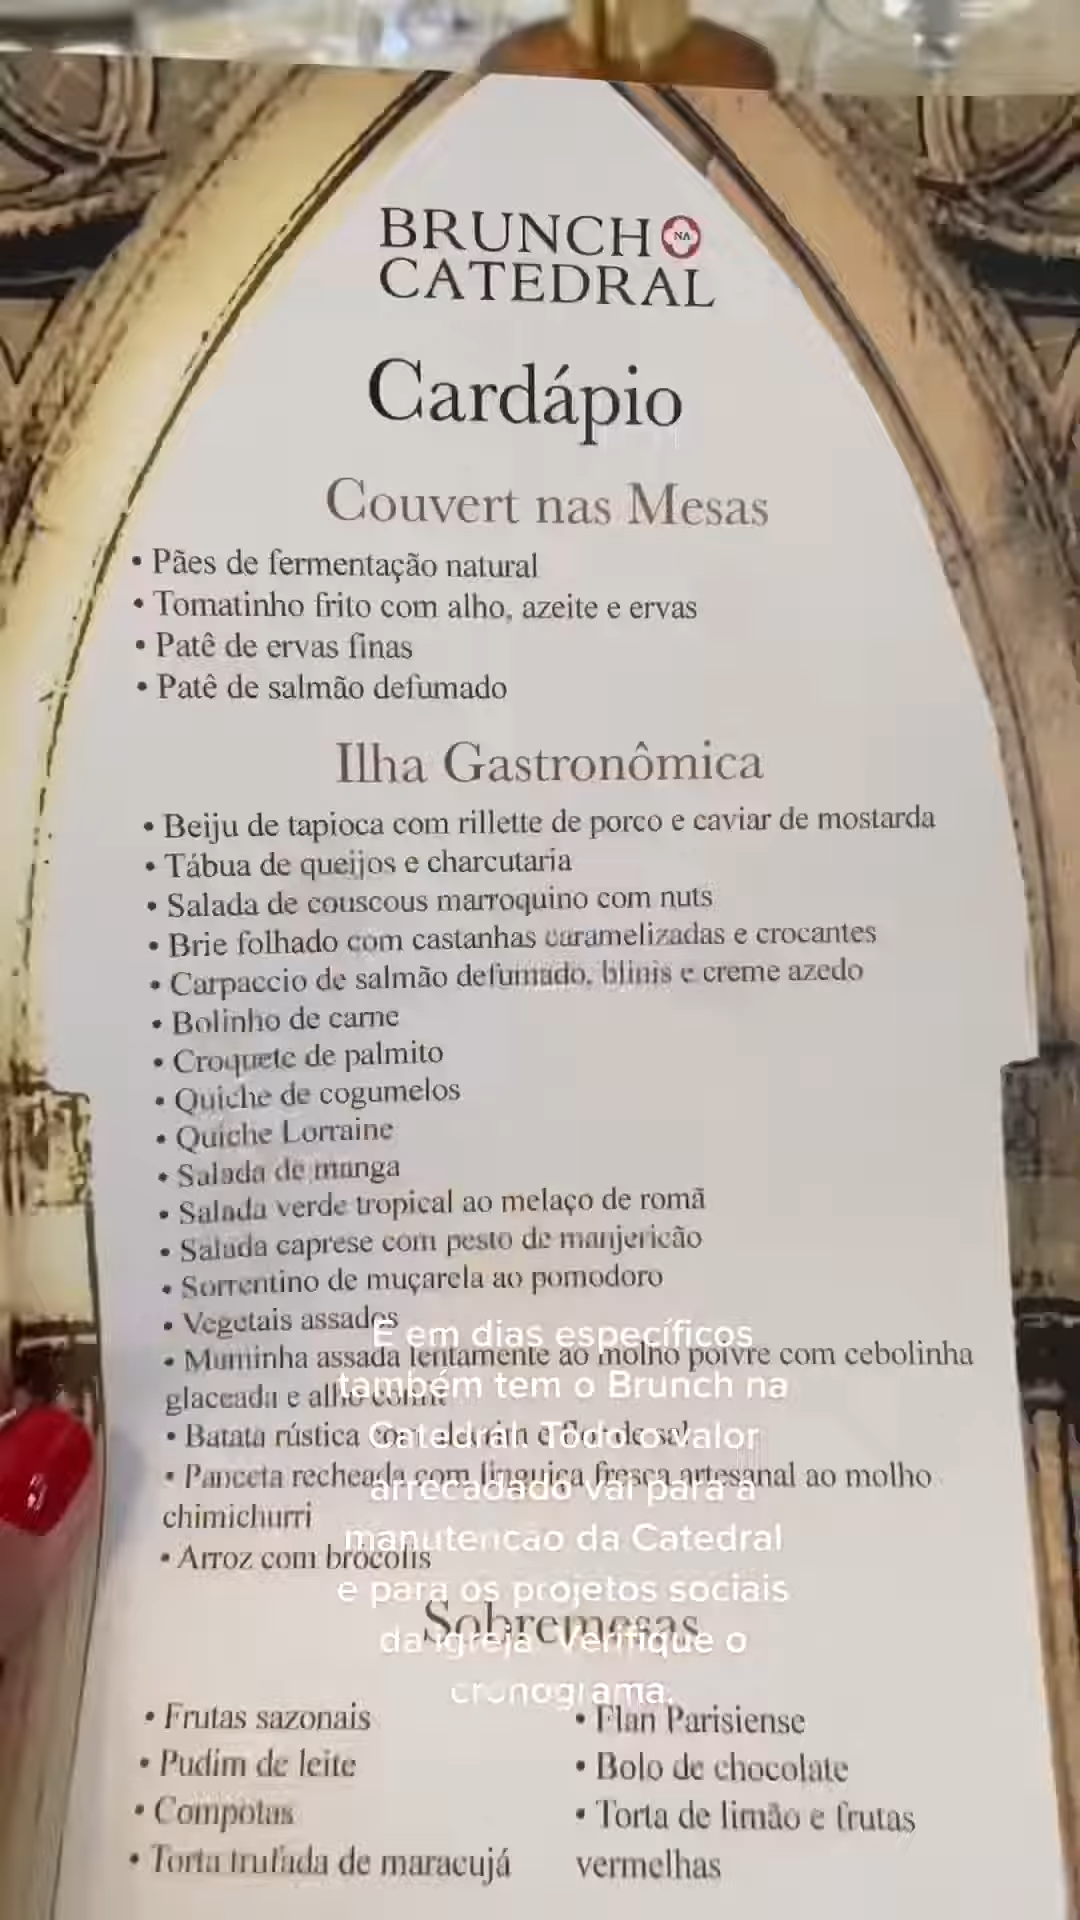 BRUNCH NA
CATEDRAL
Cardápio
Couvert nas Mesas
• Pães de fermentação natural
• Tomatinho frito com alho, azeite e ervas
• Patê de ervas finas
• Patê de salmão defumado
Ilha Gastronômica
• Beiju de tapioca com rillette de porco e caviar de mostarda
• Tábua de queijos e charcutaria
• Salada de couscous marroquino com nuts
• Brie folhado com castanhas caramelizadas e crocantes
• Carpaccio de salmão defumado, blinis e creme azedo
• Bolinho de carne
• Croquete de palmito
• Quiche de cogumelos
• Quiche Lorraine
• Salada de manga
• Salada verde tropical ao melaço de romã
• Salada caprese com pesto de manjericão
• Sorrentino de muçarela ao pomodoro
• Vegetais assados
• Maminha assada lentamente ao molho poivre com cebolinha
glaceada e alho confit
• Batata rústica com alecrim e flor de sal
• Panceta recheada com linguiça fresca artesanal ao molho
chimichurri
• Arroz com brócolis
E em dias específicos
também tem o Brunch na
Catedral. Todo o valor
arrecadado vai para a
manutencão da Catedral
e para os projetos sociais
da igreja. Verifique o
cronograma.
Sobremesas
• Frutas sazonais
• Pudim de leite
• Compotas
• Torta trufada de maracujá
• Flan Parisiense
• Bolo de chocolate
• Torta de limão e frutas
vermelhas